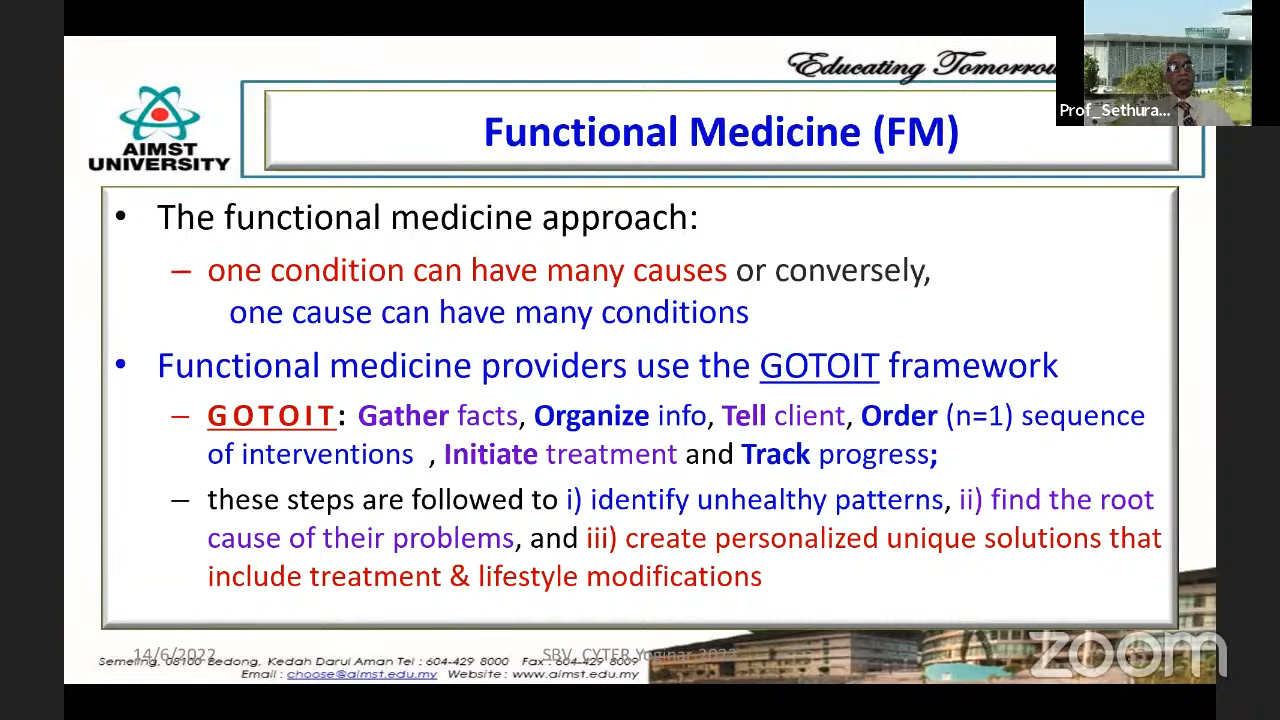 Educating Tomorrow
Prof_Sethura...
AIMST
UNIVERSITY
Functional Medicine (FM)
• The functional medicine approach:
– one condition can have many causes or conversely,
one cause can have many conditions
• Functional medicine providers use the GOTOIT framework
– G O T O I T: Gather facts, Organize info, Tell client, Order (n=1) sequence
of interventions , Initiate treatment and Track progress;
– these steps are followed to i) identify unhealthy patterns, ii) find the root
cause of their problems, and iii) create personalized unique solutions that
include treatment & lifestyle modifications
14/6/2022
SBV, CYTER Yoginar 2022
Semeling, 08100 Bedong, Kedah Darul Aman Tel : 604-429 8000 Fax : 604-429 8009
Email : choose@aimst.edu.my Website : www.aimst.edu.my
zoom